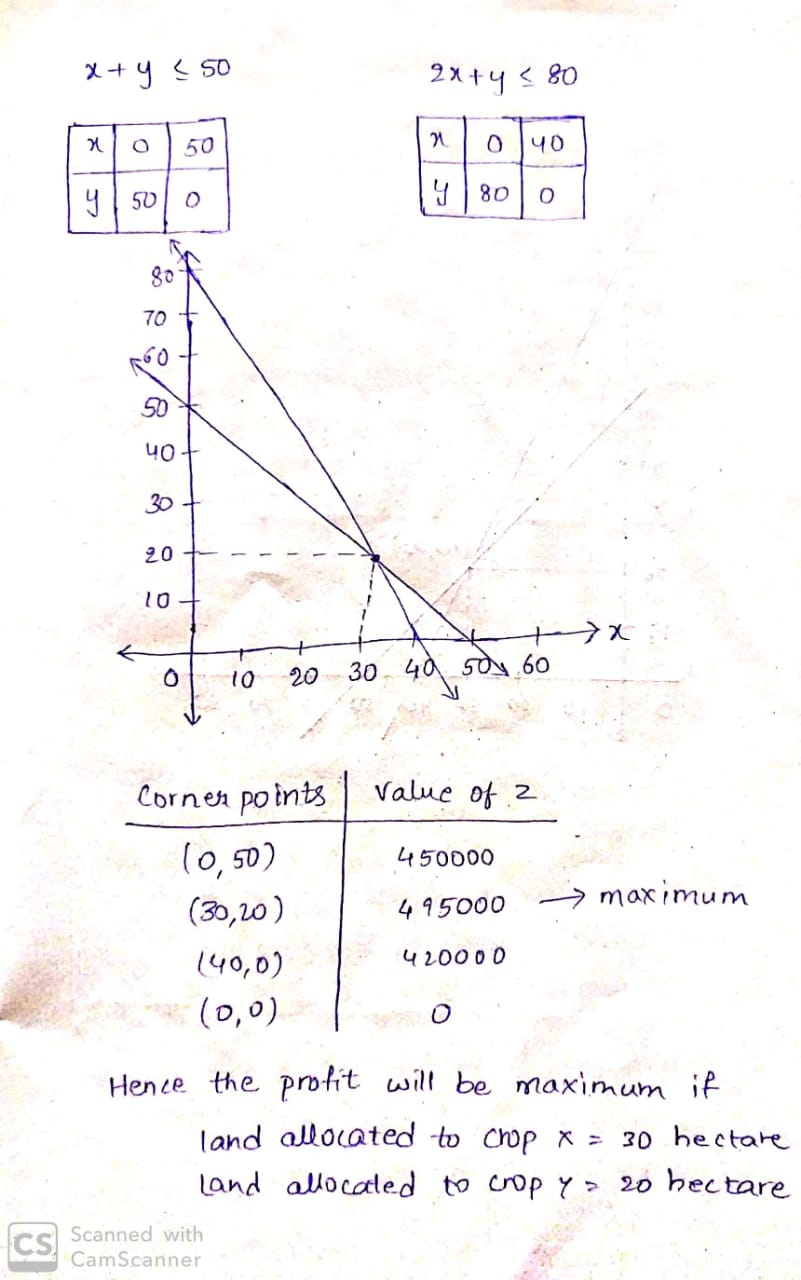 x + y ≤ 50
2x + y ≤ 80
x 0 50
y 50 0
x 0 40
y 80 0
80
70
60
50
40
30
20
10
x
0 10 20 30 40 50 60
Corner points value of z
(0,50) 450000
(30,20) 495000 → maximum
(40,0) 420000
(0,0) 0
Hence the profit will be maximum if
land allocated to crop x = 30 hectare
land allocated to crop y = 20 hectare
CS Scanned with
CamScanner